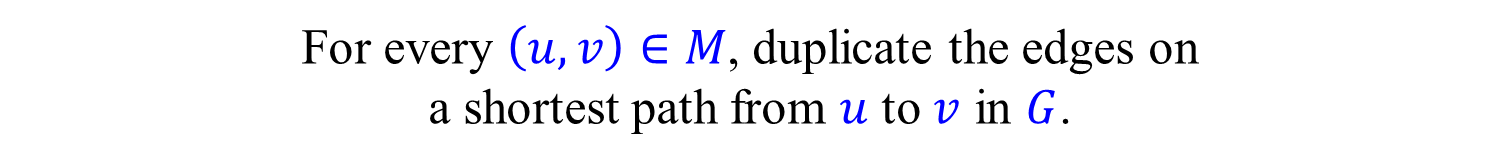 For every (𝑢, 𝑣) ∈ 𝑀, duplicate the edges on
a shortest path from 𝑢 to 𝑣 in 𝐺.